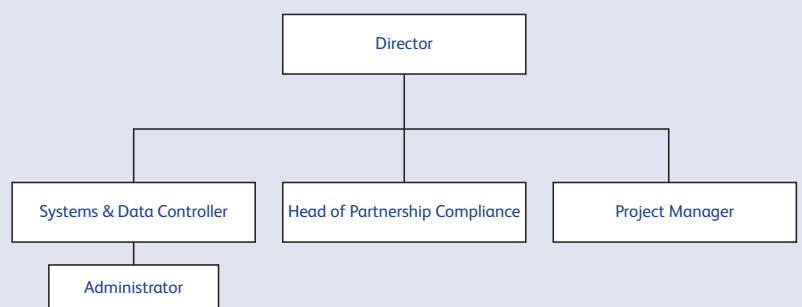 Director
Systems & Data Controller
Head of Partnership Compliance
Project Manager
Administrator